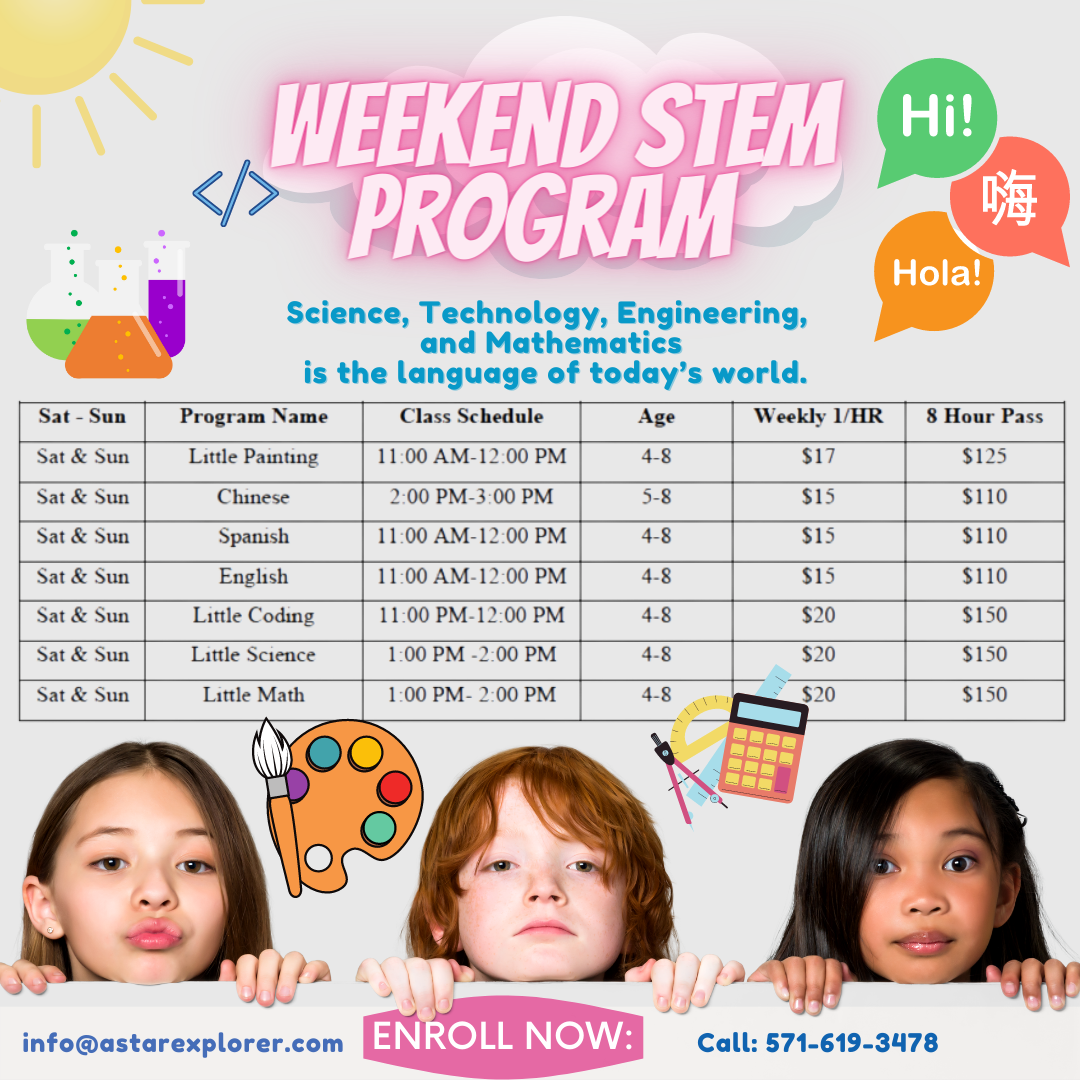 WEEKEND STEM
PROGRAM
Hi!
嗨
Hola!
</>
Science, Technology, Engineering,
and Mathematics
is the language of today's world.
Sat - Sun Program Name Class Schedule Age Weekly 1/HR 8 Hour Pass
Sat & Sun Little Painting 11:00 AM-12:00 PM 4-8 $17 $125
Sat & Sun Chinese 2:00 PM-3:00 PM 5-8 $15 $110
Sat & Sun Spanish 11:00 AM-12:00 PM 4-8 $15 $110
Sat & Sun English 11:00 AM-12:00 PM 4-8 $15 $110
Sat & Sun Little Coding 11:00 PM-12:00 PM 4-8 $20 $150
Sat & Sun Little Science 1:00 PM -2:00 PM 4-8 $20 $150
Sat & Sun Little Math 1:00 PM- 2:00 PM 4-8 $20 $150
info@astarexplorer.com
ENROLL NOW:
Call: 571-619-3478